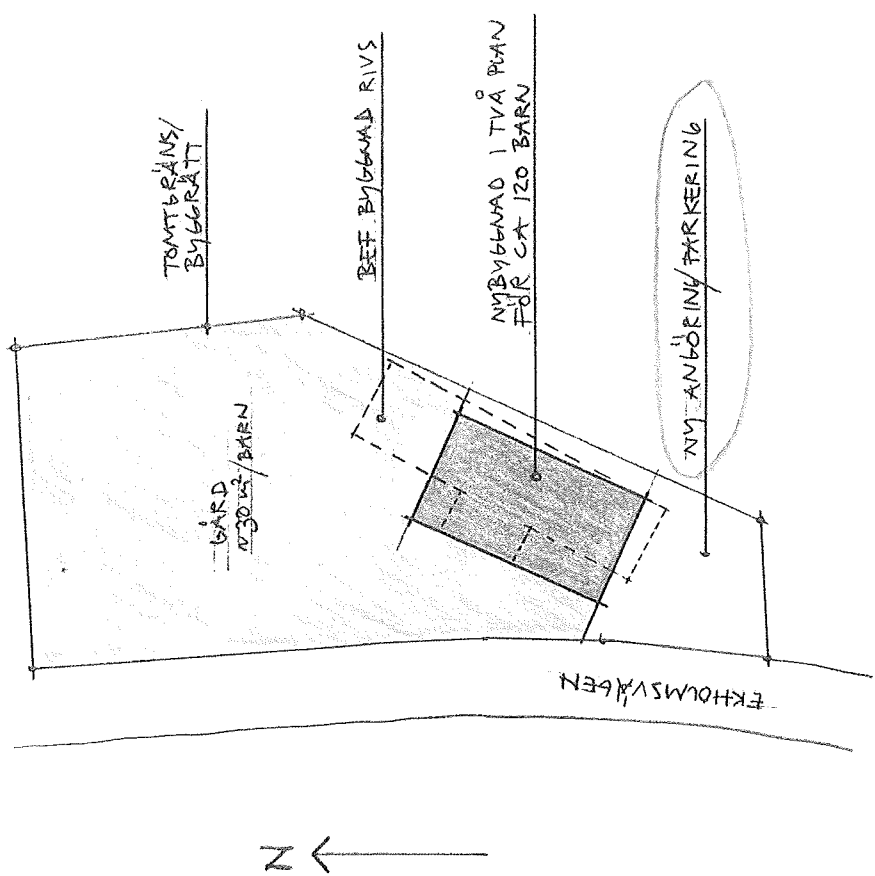 TOMTGRÄNS/
BYGGRÄTT
BEF. BYGGNAD RIVS
NYBYGGNAD I TVÅ PLAN
FÖR CA 120 BARN
NY ANGÖRING/PARKERING
GÅRD
~30 m²/BARN
EKHOLMSVÄGEN
N